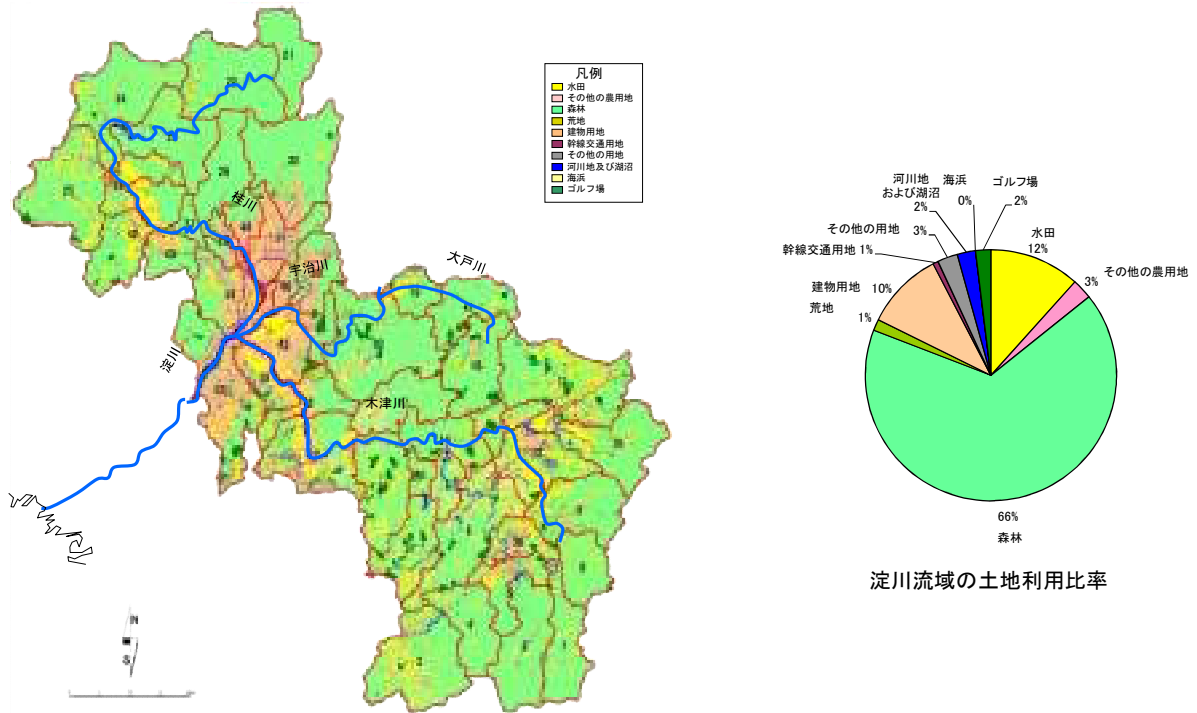 凡例
水田
その他の農用地
森林
荒地
建物用地
幹線交通用地
その他の用地
河川地及び湖沼
海浜
ゴルフ場
桂川
宇治川
大戸川
淀川
木津川
N
S
河川地
および湖沼
2%
海浜
0%
ゴルフ場
2%
その他の用地 3%
幹線交通用地 1%
建物用地 10%
荒地
1%
水田
12%
3% その他の農用地
66%
森林
淀川流域の土地利用比率